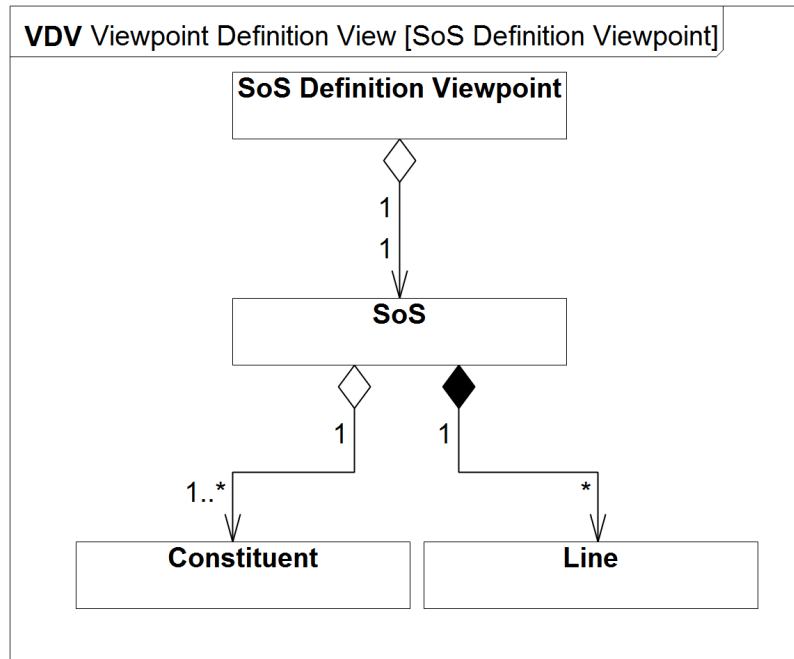 VDV Viewpoint Definition View [SoS Definition Viewpoint]
SoS Definition Viewpoint
1
1
SoS
1
1
1..*
*
Constituent
Line